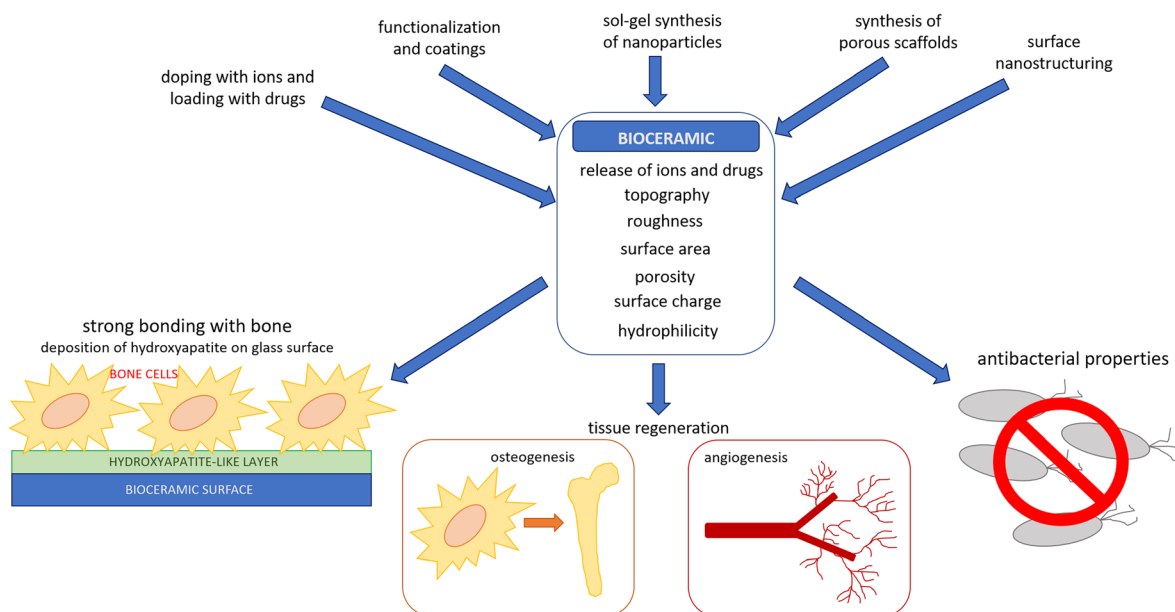 functionalization
and coatings
sol-gel synthesis
of nanoparticles
synthesis of
porous scaffolds
surface
nanostructuring
doping with ions and
loading with drugs
BIOCERAMIC
release of ions and drugs
topography
roughness
surface area
porosity
surface charge
hydrophilicity
strong bonding with bone
deposition of hydroxyapatite on glass surface
BONE CELLS
HYDROXYAPATITE-LIKE LAYER
BIOCERAMIC SURFACE
tissue regeneration
osteogenesis
angiogenesis
antibacterial properties